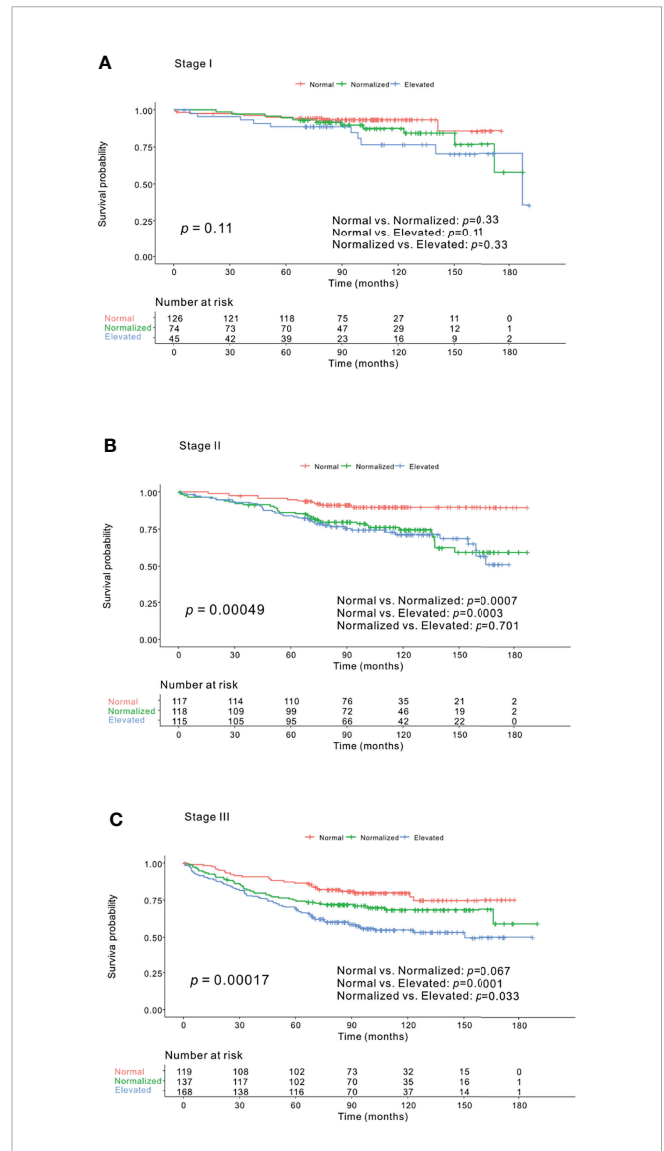 A
Stage I
Normal Normalized Elevated
1.00
0.75
0.50
0.25
0.00
Survival probability
p = 0.11
Normal vs. Normalized: p=0.33
Normal vs. Elevated: p=0.11
Normalized vs. Elevated: p=0.33
0 30 60 90 120 150 180
Time (months)
Number at risk
Normal 126 121 118 75 27 11 0
Normalized 74 73 70 47 29 12 1
Elevated 45 42 39 23 16 9 2
0 30 60 90 120 150 180
Time (months)
B
Stage II
Normal Normalized Elevated
1.00
0.75
0.50
0.25
0.00
Survival probability
p = 0.00049
Normal vs. Normalized: p=0.0007
Normal vs. Elevated: p=0.0003
Normalized vs. Elevated: p=0.701
0 30 60 90 120 150 180
Time (months)
Number at risk
Normal 117 114 110 76 35 21 2
Normalized 118 109 99 72 46 19 2
Elevated 115 105 95 66 42 22 0
0 30 60 90 120 150 180
Time (months)
C
Stage III
Normal Normalized Elevated
1.00
0.75
0.50
0.25
0.00
Surviva probability
p = 0.00017
Normal vs. Normalized: p=0.067
Normal vs. Elevated: p=0.0001
Normalized vs. Elevated: p=0.033
0 30 60 90 120 150 180
Time (months)
Number at risk
Normal 119 108 102 73 32 15 0
Normalized 137 117 102 70 35 16 1
Elevated 168 138 116 70 37 14 1
0 30 60 90 120 150 180
Time (months)